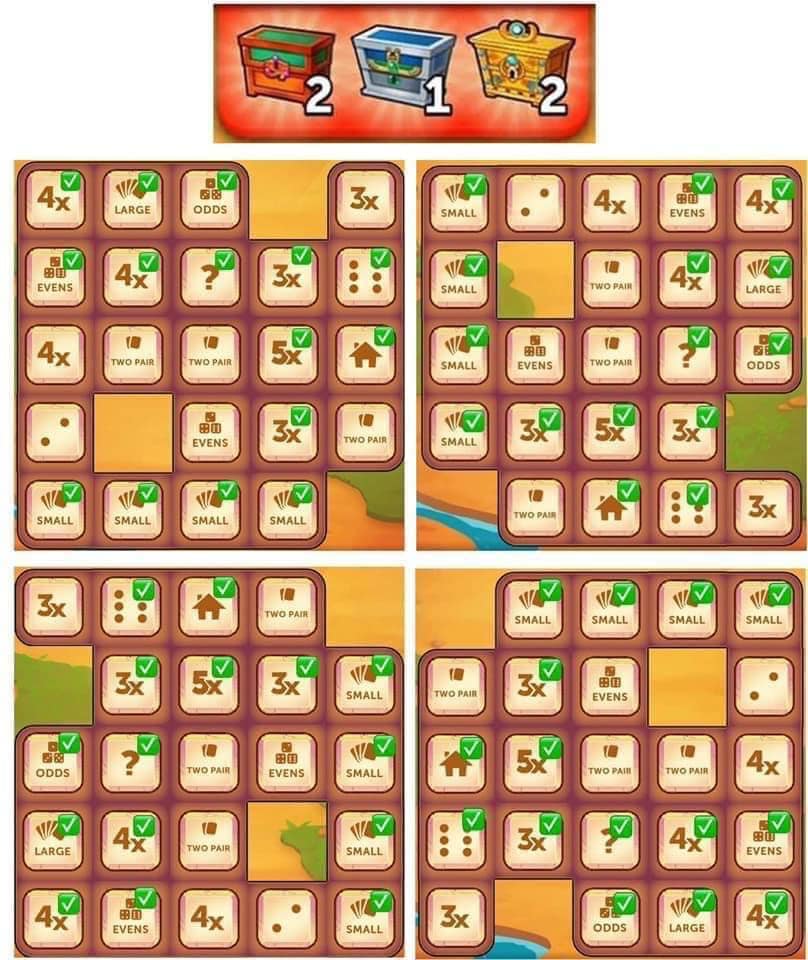 2 1 2
4x LARGE ODDS 3x
EVENS 4x ? 3x
4x TWO PAIR TWO PAIR 5x
EVENS 3x TWO PAIR
SMALL SMALL SMALL SMALL
SMALL 4x EVENS 4x
SMALL TWO PAIR 4x LARGE
SMALL EVENS TWO PAIR ? ODDS
SMALL 3x 5x 3x
TWO PAIR 3x
3x TWO PAIR
3x 5x 3x SMALL
ODDS ? TWO PAIR EVENS SMALL
LARGE 4x TWO PAIR SMALL
4x EVENS 4x SMALL
SMALL SMALL SMALL SMALL
TWO PAIR 3x EVENS
5x TWO PAIR TWO PAIR 4x
3x ? 4x EVENS
3x ODDS LARGE 4x